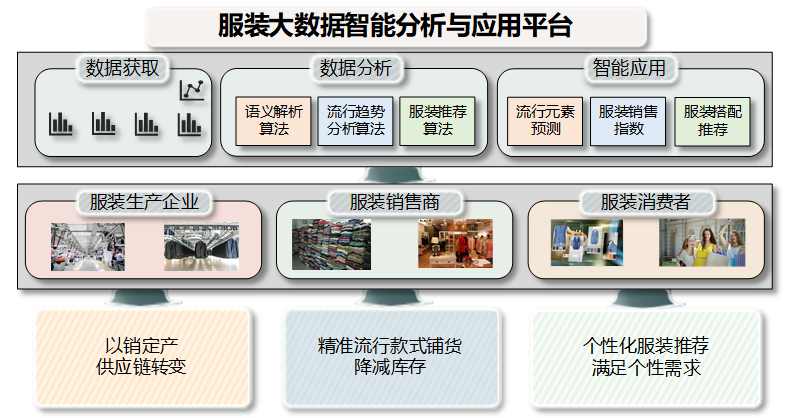 服装大数据智能分析与应用平台
数据获取
数据分析
语义解析
算法
流行趋势
分析算法
服装推荐
算法
智能应用
流行元素
预测
服装销售
指数
服装搭配
推荐
服装生产企业
服装销售商
服装消费者
以销定产
供应链转变
精准流行款式铺货
降减库存
个性化服装推荐
满足个性需求